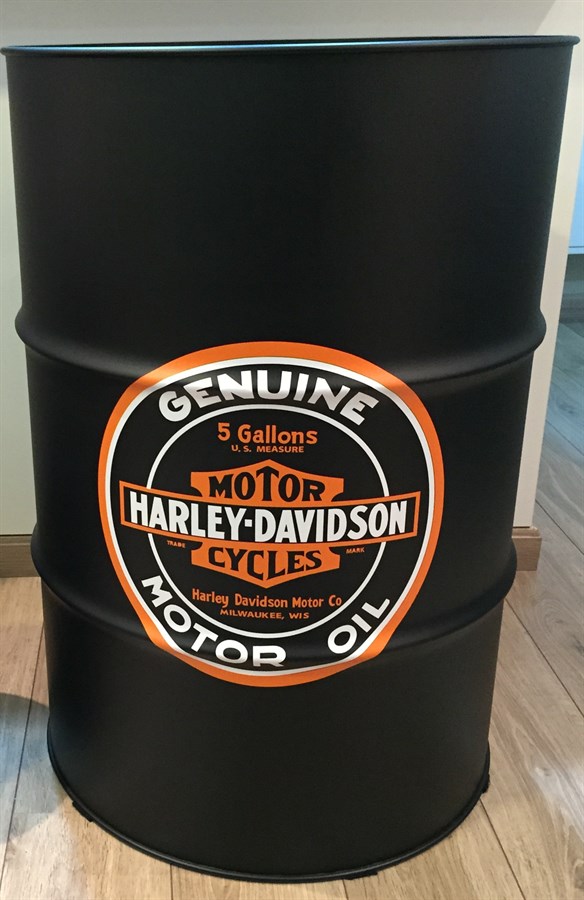 GENUINE
5 Gallons
U.S. MEASURE
MOTOR
HARLEY-DAVIDSON
TRADE MARK
CYCLES
Harley Davidson Motor Co
MILWAUKEE, WIS
MOTOR OIL